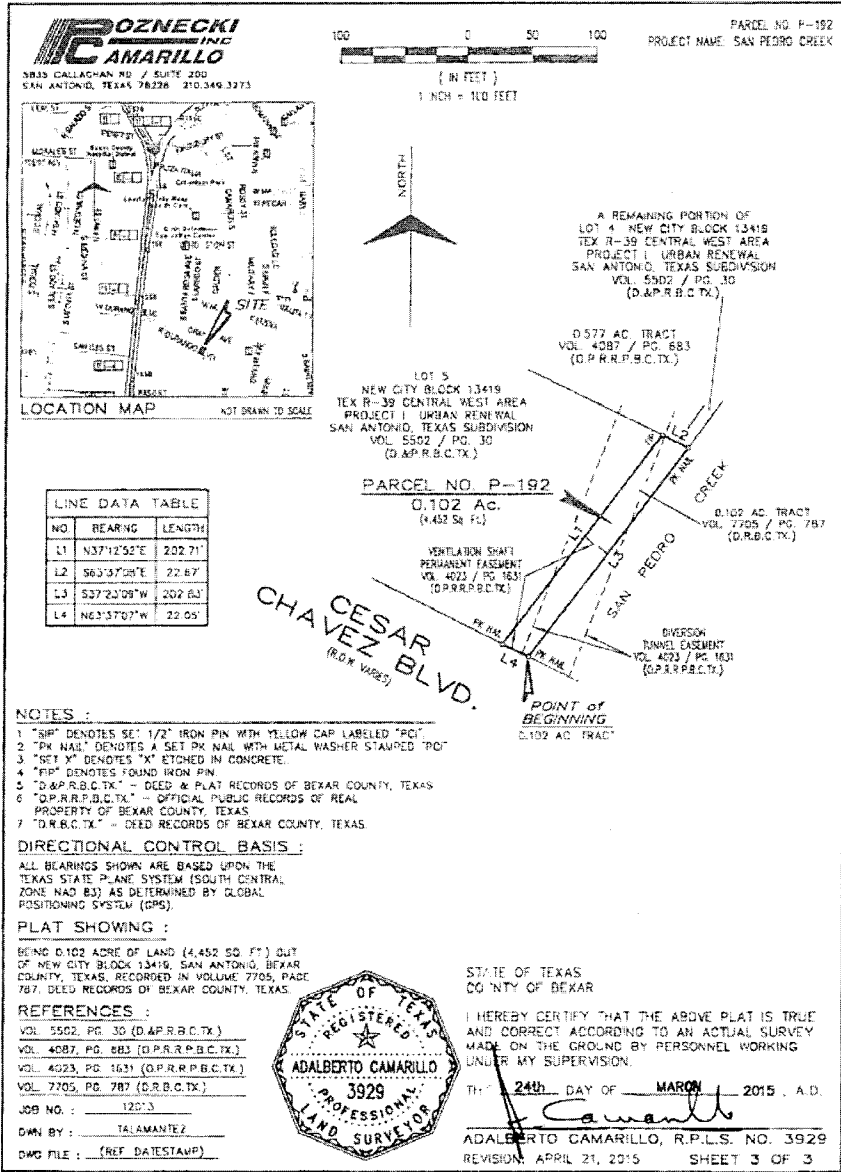 POZNECKI
INC
CAMARILLO
5835 CALLAGHAN RD / SUITE 200
SAN ANTONIO, TEXAS 78228 210.349.3273
100 0 50 100
( IN FEET )
1 INCH = 100 FEET
PARCEL NO. P-192
PROJECT NAME: SAN PEDRO CREEK
SITE
LOCATION MAP NOT DRAWN TO SCALE
NORTH
A REMAINING PORTION OF
LOT 4 NEW CITY BLOCK 13419
TEX R-39 CENTRAL WEST AREA
PROJECT I URBAN RENEWAL
SAN ANTONIO, TEXAS SUBDIVISION
VOL. 5502 / PG. 30
(D.&P.R.B.C.TX.)
0.577 AC. TRACT
VOL. 4087 / PG. 683
(O.P.R.R.P.B.C.TX.)
LOT 5
NEW CITY BLOCK 13419
TEX R-39 CENTRAL WEST AREA
PROJECT I URBAN RENEWAL
SAN ANTONIO, TEXAS SUBDIVISION
VOL. 5502 / PG. 30
(D.&P.R.B.C.TX.)
PARCEL NO. P-192
0.102 Ac.
(4,452 Sq. Ft.)
FIP
L2
PK NAIL
L1
L3
SAN PEDRO CREEK
0.102 AC. TRACT
VOL. 7705 / PG. 787
(D.R.B.C.TX.)
VENTILATION SHAFT
PERMANENT EASEMENT
VOL. 4023 / PG 1631
(O.P.R.R.P.B.C.TX.)
DIVERSION
TUNNEL EASEMENT
VOL. 4023 / PG. 1631
(O.P.R.R.P.B.C.TX.)
PK NAIL
L4
PK NAIL
CESAR
CHAVEZ BLVD.
(R.O.W. VARIES)
POINT of
BEGINNING
0.102 AC TRACT
LINE DATA TABLE
NO. BEARING LENGTH
L1 N37°12'52"E 202.71'
L2 S63°37'08"E 22.67'
L3 S37°23'09"W 202.83'
L4 N63°37'07"W 22.05'
NOTES :
1 "SIP" DENOTES SET 1/2" IRON PIN WITH YELLOW CAP LABELED "PCI".
2 "PK NAIL" DENOTES A SET PK NAIL WITH METAL WASHER STAMPED "PCI"
3 "SET X" DENOTES "X" ETCHED IN CONCRETE.
4 "FIP" DENOTES FOUND IRON PIN.
5 "D.&P.R.B.C.TX." - DEED & PLAT RECORDS OF BEXAR COUNTY, TEXAS
6 "O.P.R.R.P.B.C.TX." - OFFICIAL PUBLIC RECORDS OF REAL
PROPERTY OF BEXAR COUNTY, TEXAS
7 "D.R.B.C.TX." - DEED RECORDS OF BEXAR COUNTY, TEXAS.
DIRECTIONAL CONTROL BASIS :
ALL BEARINGS SHOWN ARE BASED UPON THE
TEXAS STATE PLANE SYSTEM (SOUTH CENTRAL
ZONE NAD 83) AS DETERMINED BY GLOBAL
POSITIONING SYSTEM (GPS).
PLAT SHOWING :
BEING 0.102 ACRE OF LAND (4,452 SQ. FT.) OUT
OF NEW CITY BLOCK 13419, SAN ANTONIO, BEXAR
COUNTY, TEXAS, RECORDED IN VOLUME 7705, PAGE
787, DEED RECORDS OF BEXAR COUNTY, TEXAS.
REFERENCES :
VOL. 5502, PG. 30 (D.&P.R.B.C.TX.)
VOL. 4087, PG. 683 (O.P.R.R.P.B.C.TX.)
VOL. 4023, PG. 1631 (O.P.R.R.P.B.C.TX.)
VOL. 7705, PG. 787 (D.R.B.C.TX.)
JOB NO. :
DWN BY : TALAMANTEZ
DWG FILE : (REF. DATESTAMP)
STATE OF TEXAS
REGISTERED
ADALBERTO CAMARILLO
3929
PROFESSIONAL
LAND SURVEYOR
STATE OF TEXAS
COUNTY OF BEXAR
I HEREBY CERTIFY THAT THE ABOVE PLAT IS TRUE
AND CORRECT ACCORDING TO AN ACTUAL SURVEY
MADE ON THE GROUND BY PERSONNEL WORKING
UNDER MY SUPERVISION.
24th DAY OF MARCH 2015 , A.D.
ADALBERTO CAMARILLO, R.P.L.S. NO. 3929
REVISION: APRIL 21, 2015 SHEET 3 OF 3